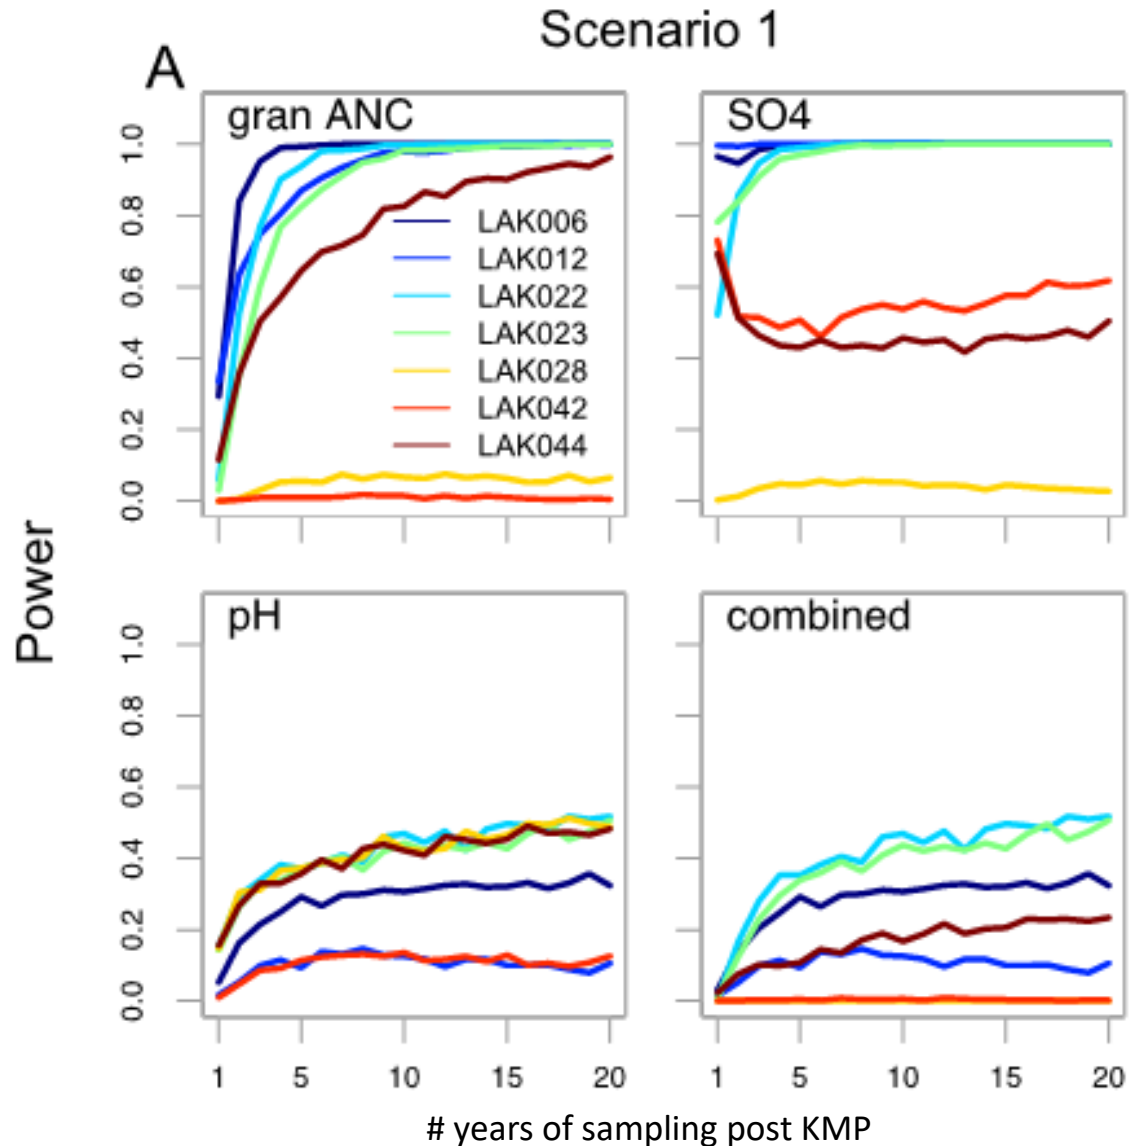 Scenario 1
A
gran ANC
SO4
1.0
0.8
0.6
0.4
0.2
0.0
LAK006
LAK012
LAK022
LAK023
LAK028
LAK042
LAK044
Power
pH
combined
1.0
0.8
0.6
0.4
0.2
0.0
1 5 10 15 20
1 5 10 15 20
# years of sampling post KMP